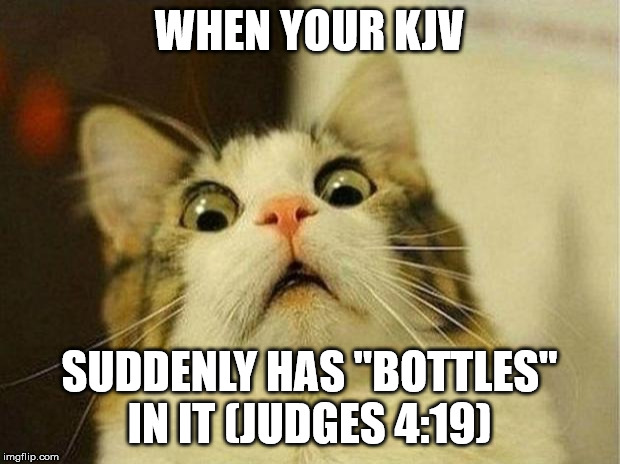 WHEN YOUR KJV
SUDDENLY HAS "BOTTLES"
IN IT (JUDGES 4:19)
imgflip.com